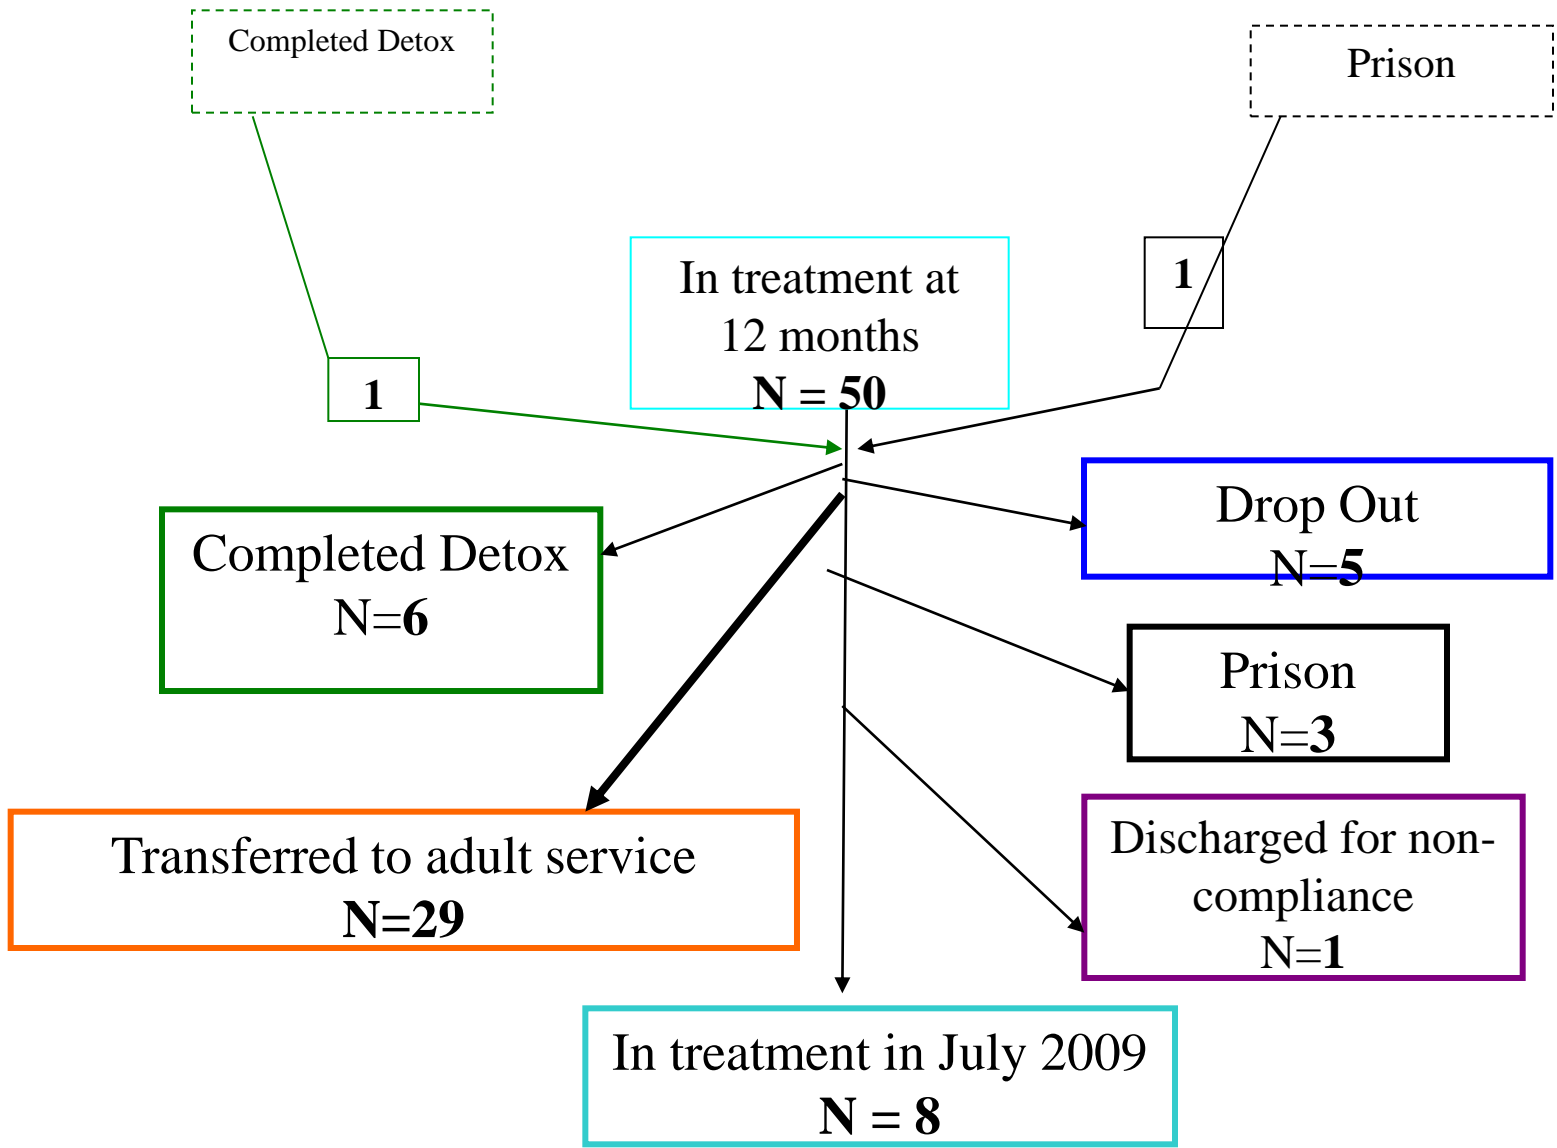 Completed Detox
Prison
In treatment at
12 months
N = 50
1
1
Drop Out
N=5
Completed Detox
N=6
Prison
N=3
Transferred to adult service
N=29
Discharged for non-
compliance
N=1
In treatment in July 2009
N = 8